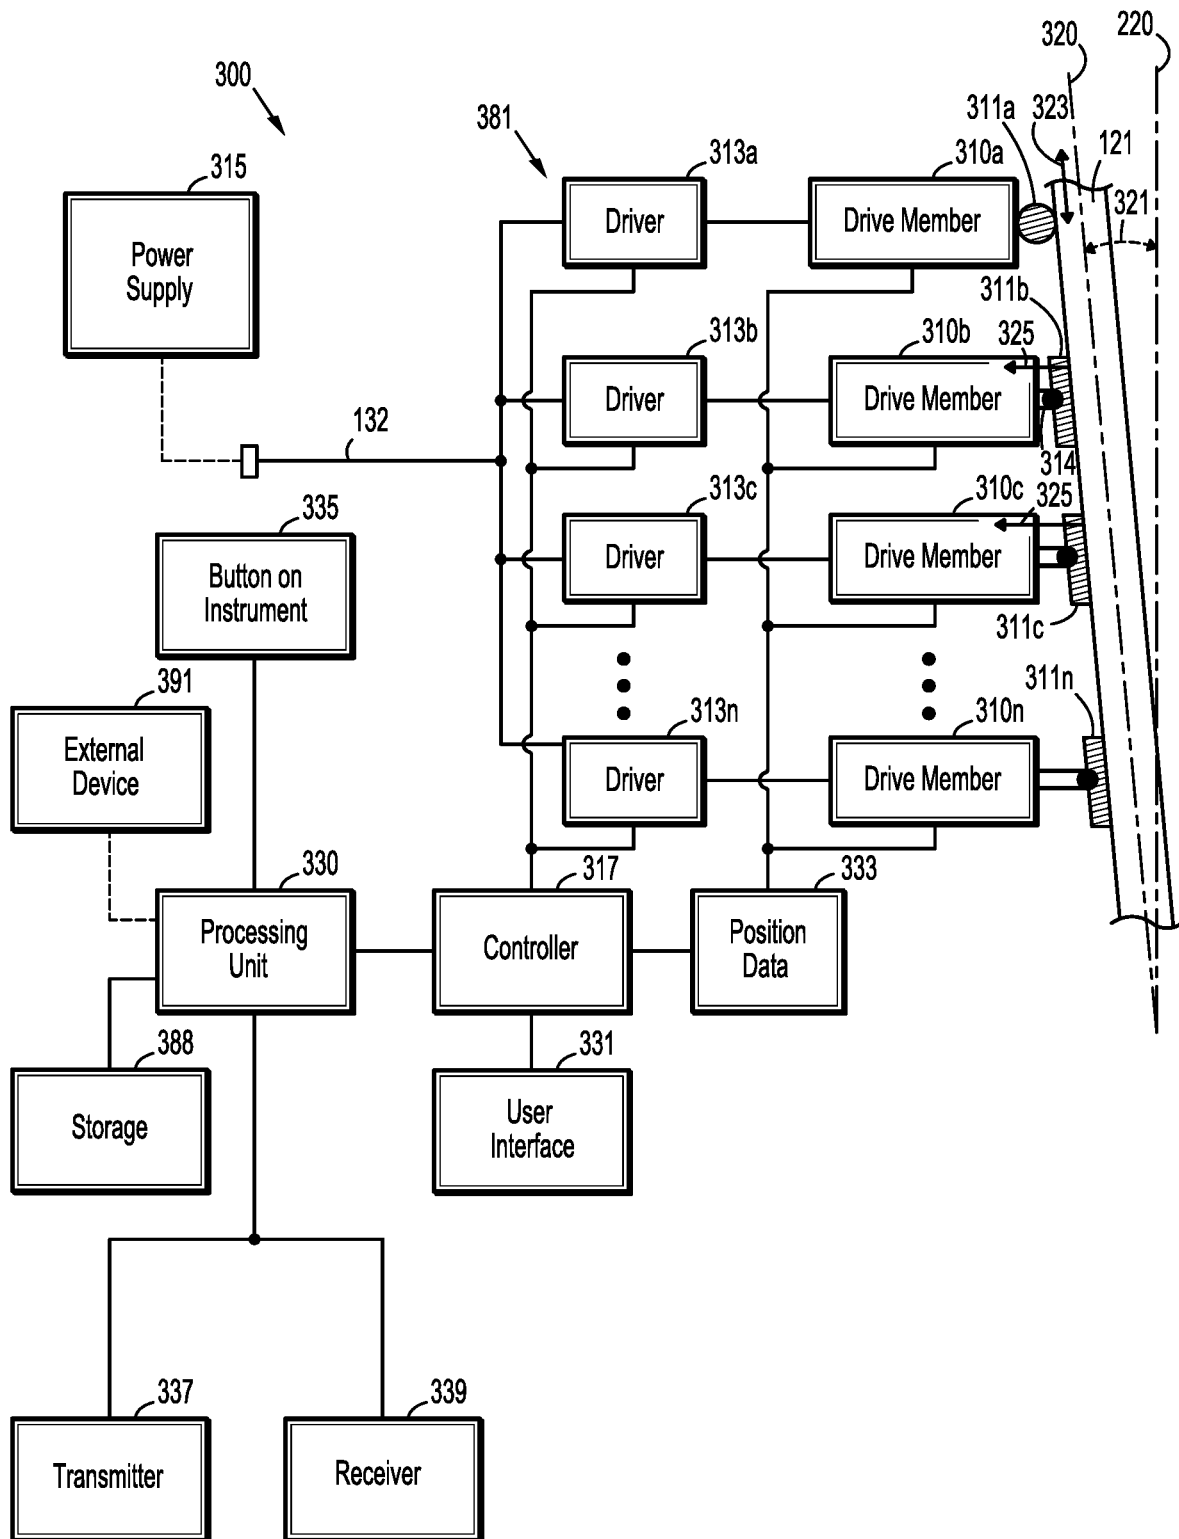 320
220
300
381
311a
323
121
315
313a
310a
Power
Supply
Driver
Drive Member
321
311b
313b
310b
325
Driver
Drive Member
132
314
313c
310c
325
335
Driver
Drive Member
Button on
Instrument
311c
391
311n
313n
310n
External
Device
Driver
Drive Member
330
317
333
Processing
Unit
Controller
Position
Data
388
331
Storage
User
Interface
337
339
Transmitter
Receiver